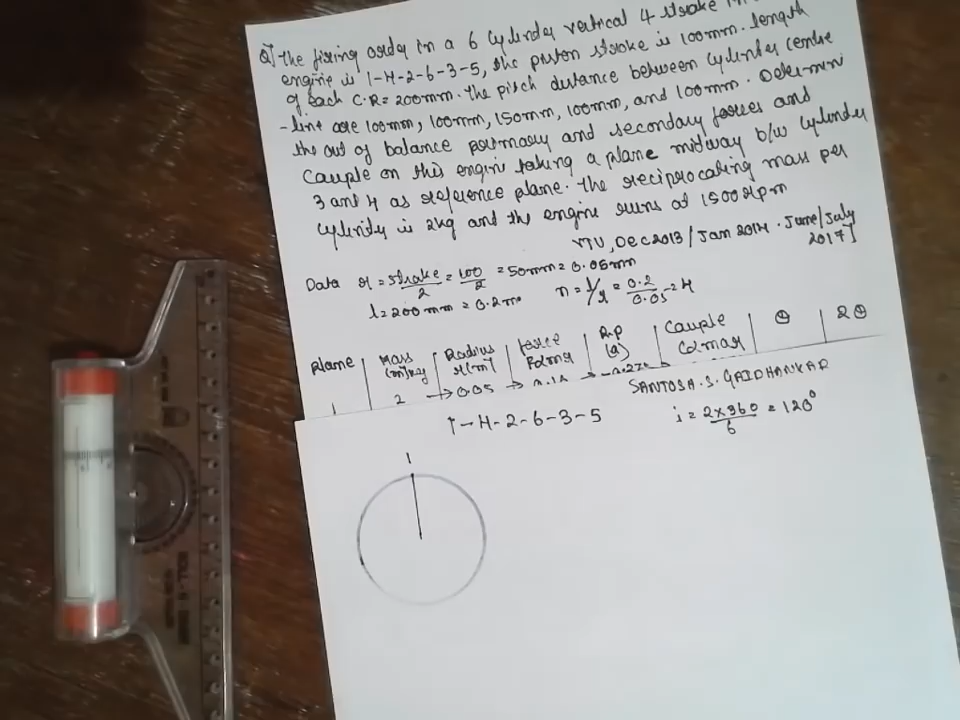 Q] The firing order in a 6 cylinder vertical 4 stroke
engine is 1-4-2-6-3-5, the piston stroke is 100mm. length
of each C.R = 200mm. The pitch distance between cylinder centre
-line are 100mm, 100mm, 150mm, 100mm, and 100mm. Determin
the out of balance primary and secondary forces and
Couple on this engine taking a plane midway b/w cylinder
3 and 4 as reference plane. The reciprocating mass per
cylinder is 2kg and the engine runs at 1500rpm
VTU, Dec 2013 / Jan 2014 . June/July
2017]
Data r = stroke/2 = 100/2 = 50mm = 0.05mm
l = 200mm = 0.2m n = l/r = 0.2/0.05 = 4
Plane Mass (m) kg Radius r(m) force R.P (a) Couple θ 2θ
1 2 → 0.05 →
SANTOSH.S.GAIDHANKAR
1-4-2-6-3-5 i = 2x360/6 = 120°
1